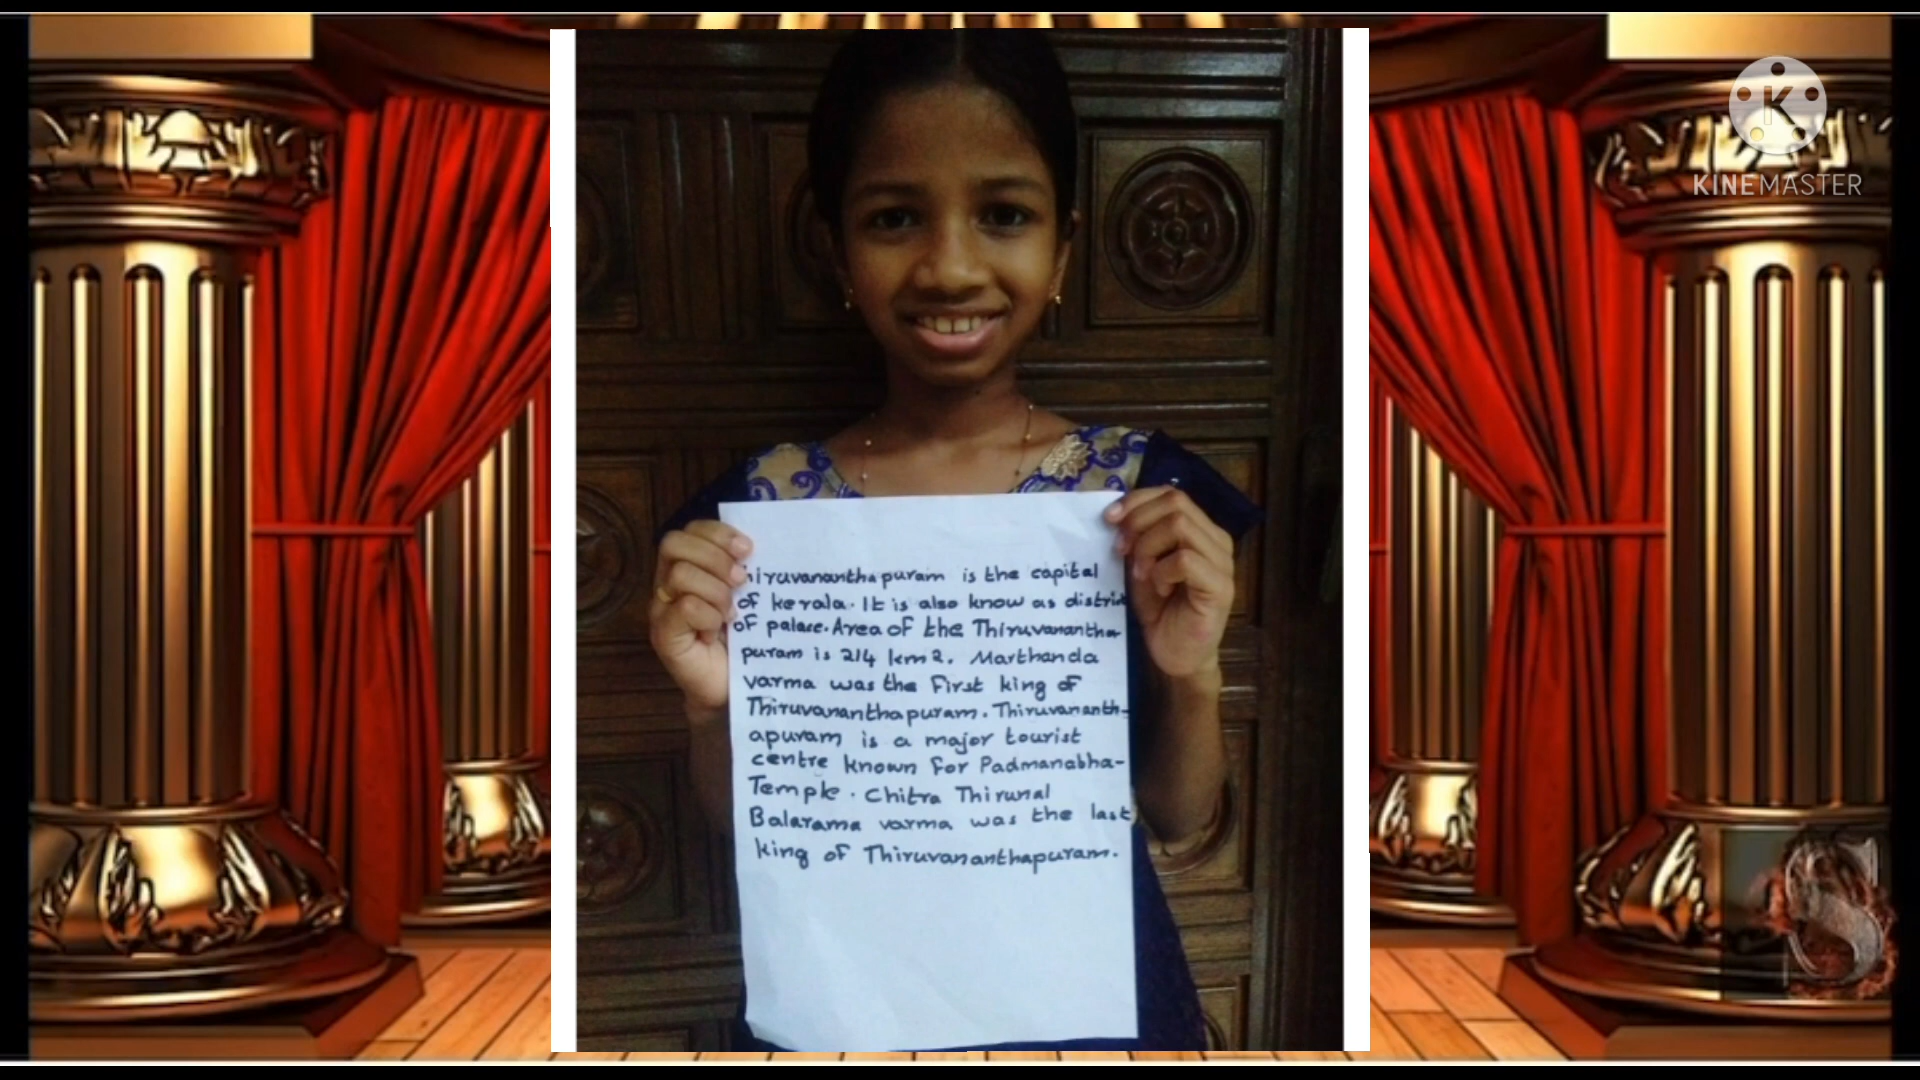 KINEMASTER
hiruvananthapuram is the capital
of kerala. It is also know as distri
of palace. Area of the Thiruvanantha-
puram is 214 km2. Marthanda
varma was the First king of
Thiruvananthapuram. Thiruvananth-
apuram is a major tourist
centre known for Padmanabha-
Temple. Chitra Thirunal
Balarama varma was the last
king of Thiruvananthapuram.
S